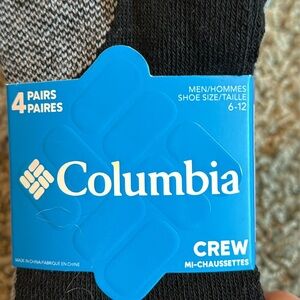 4 PAIRS
PAIRES
MEN/HOMMES
SHOE SIZE/TAILLE
6-12
Columbia
MADE IN CHINA/FABRIQUÉ EN CHINE
CREW
MI-CHAUSSETTES